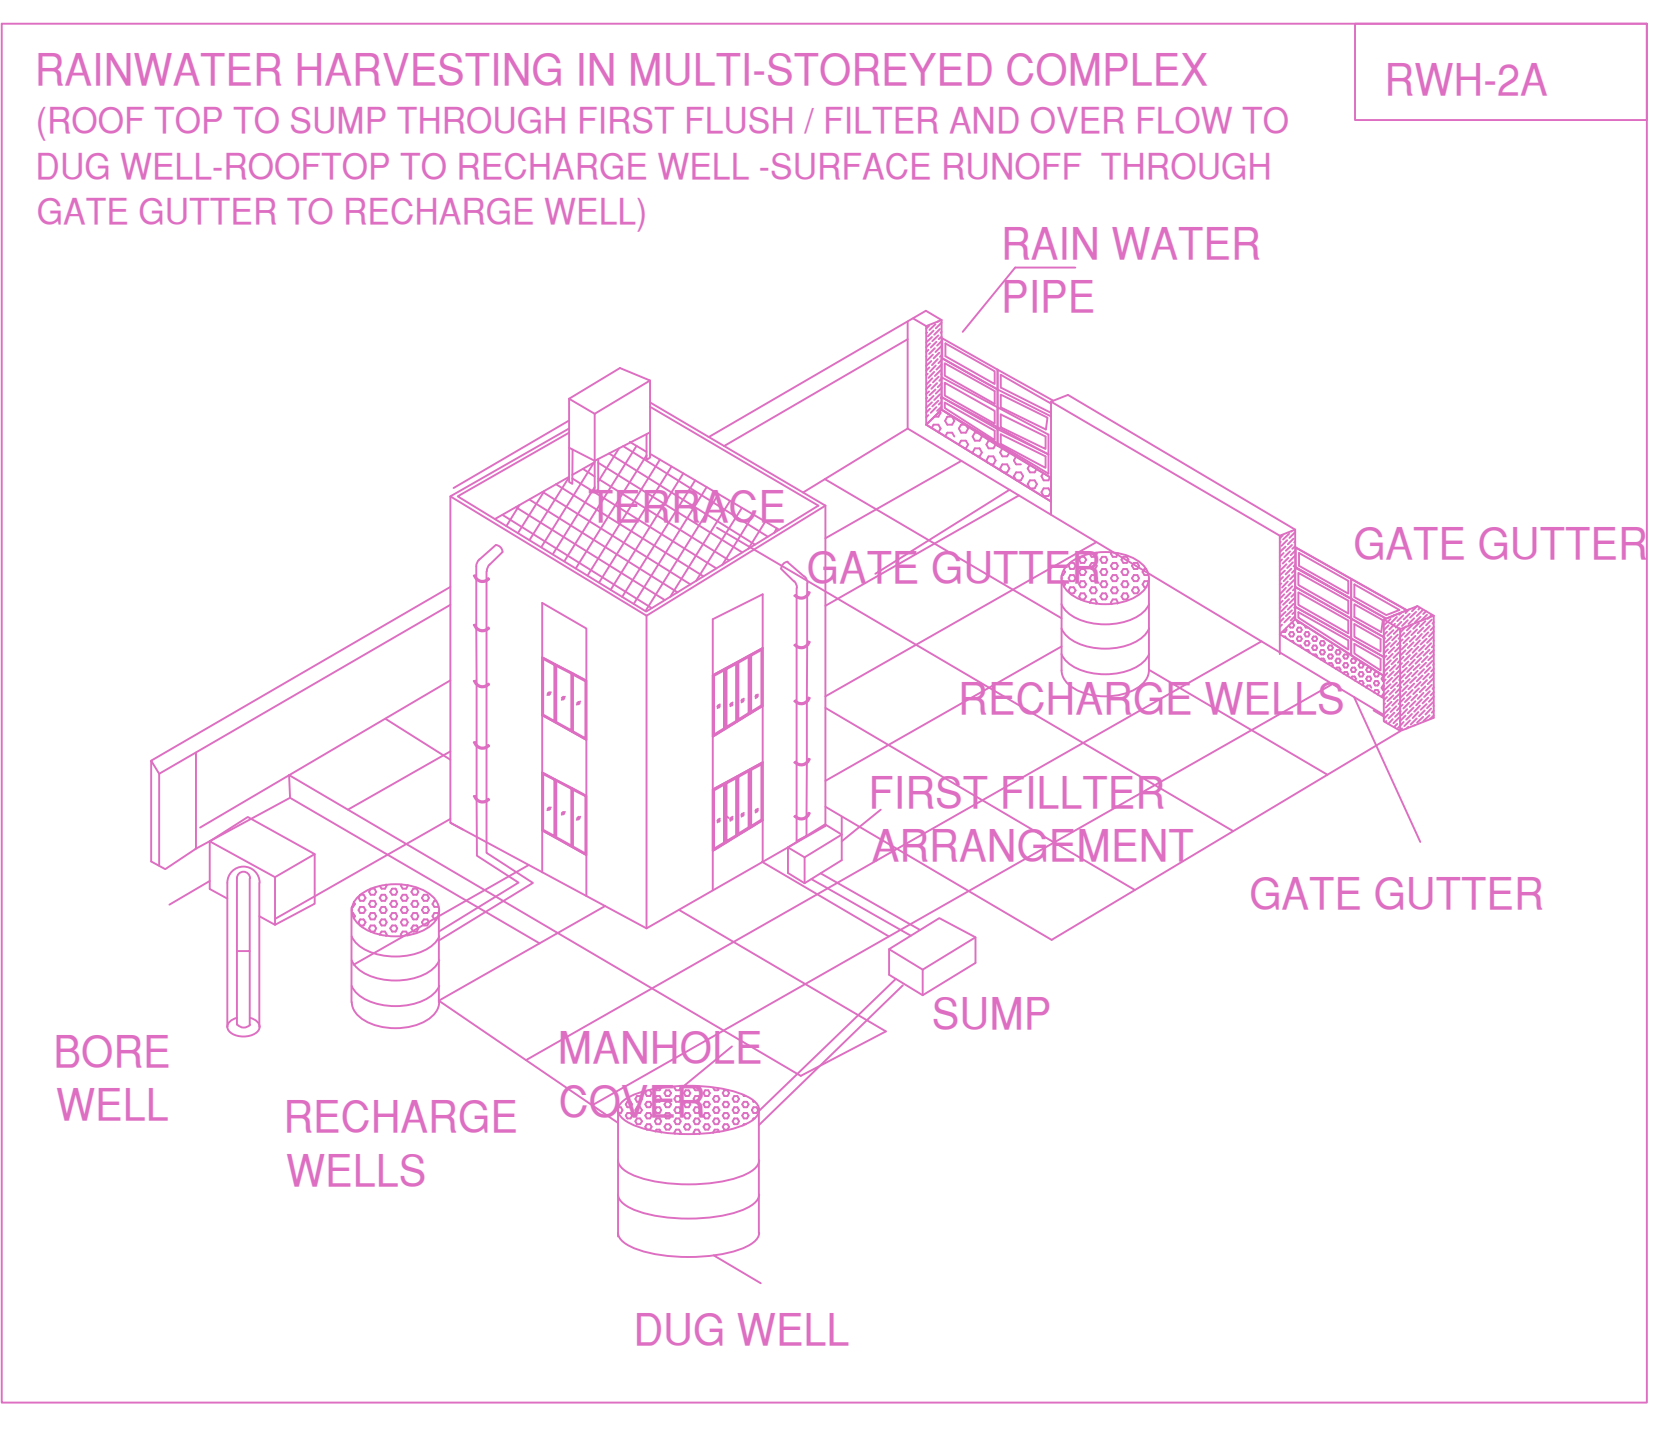 RAINWATER HARVESTING IN MULTI-STOREYED COMPLEX
RWH-2A
(ROOF TOP TO SUMP THROUGH FIRST FLUSH / FILTER AND OVER FLOW TO
DUG WELL-ROOFTOP TO RECHARGE WELL -SURFACE RUNOFF THROUGH
GATE GUTTER TO RECHARGE WELL)
RAIN WATER
PIPE
TERRACE
GATE GUTTER
GATE GUTTER
RECHARGE WELLS
FIRST FILLTER
ARRANGEMENT
GATE GUTTER
SUMP
MANHOLE
COVER
BORE
WELL
RECHARGE
WELLS
DUG WELL